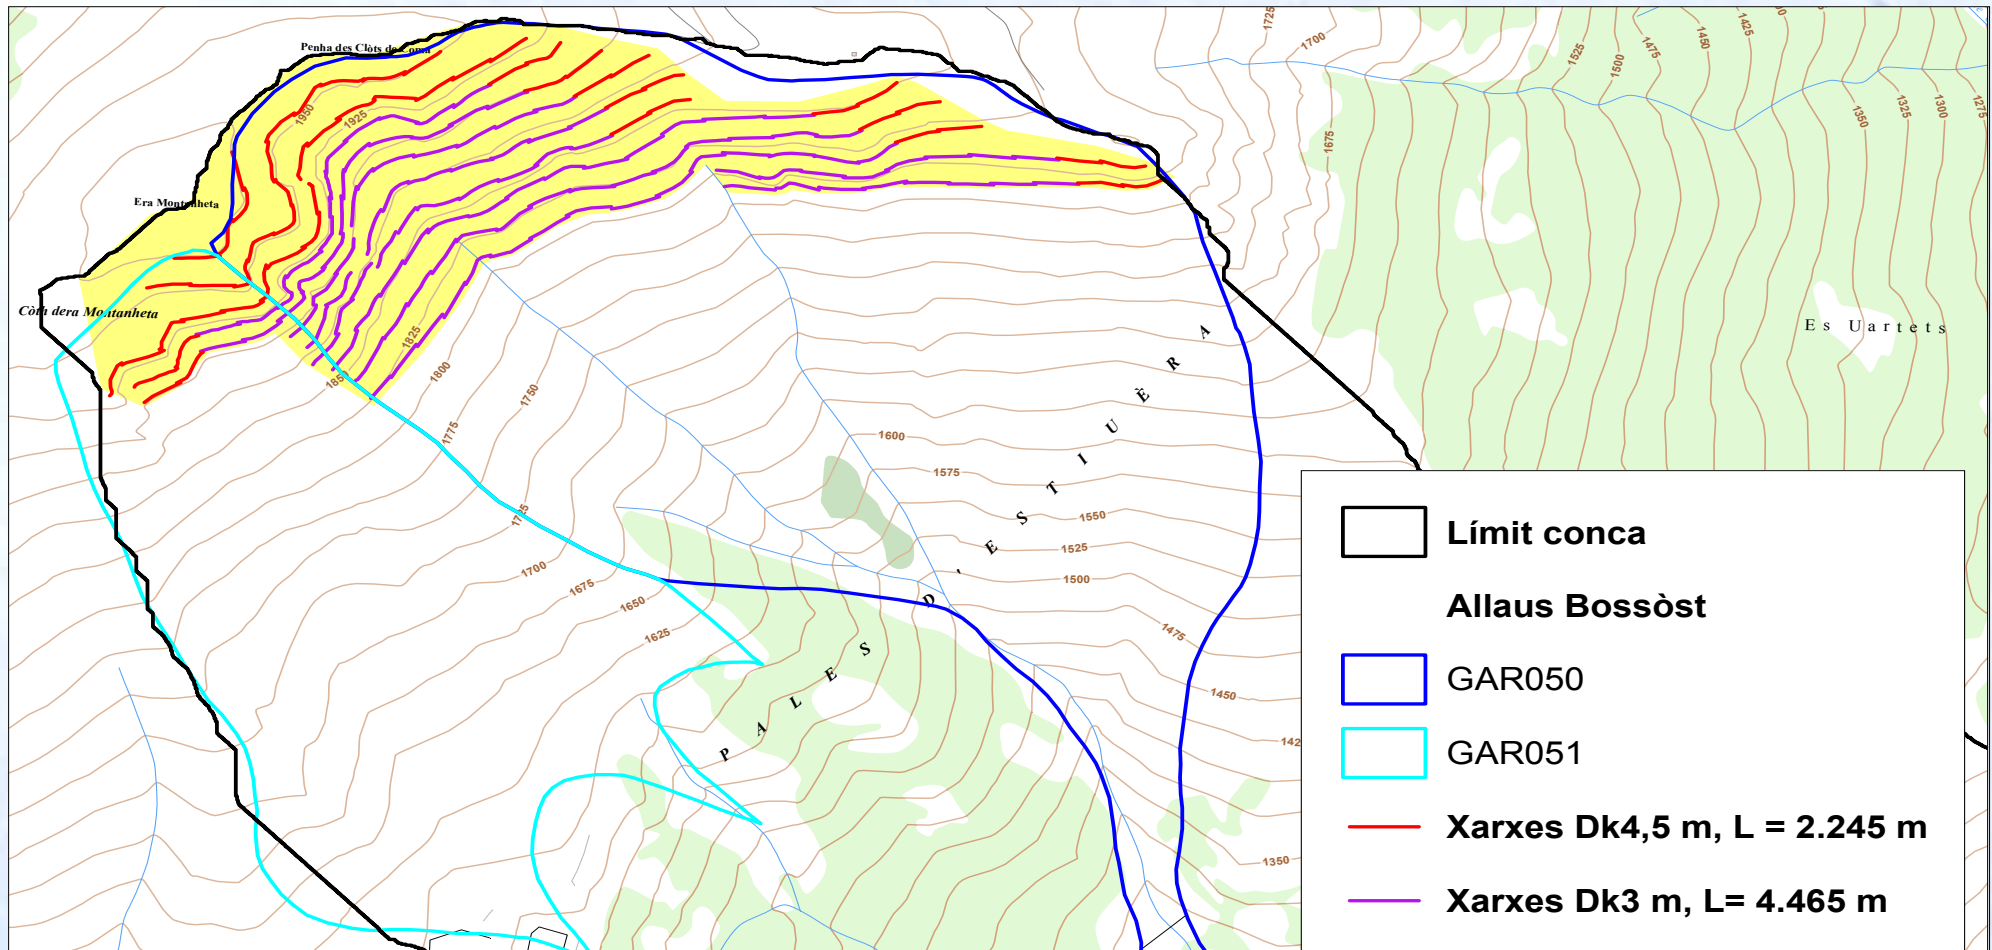 Penha des Clòts de Coma
Era Montanheta
Còth dera Montanheta
1950
1925
1825
1800
1775
1750
1725
1700
1675
1650
1625
1600
1575
1550
1525
1500
1475
1450
1350
1725
1700
1675
1525
1500
1475
1450
1425
1350
1325
1300
1275
Es Uartets
PALES D'ESTIUÈRA
Límit conca
Allaus Bossòst
GAR050
GAR051
Xarxes Dk4,5 m, L = 2.245 m
Xarxes Dk3 m, L= 4.465 m